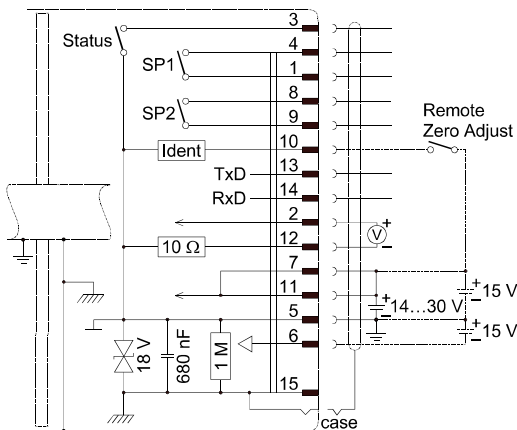 3
Status
4
SP1
1
8
SP2
9
Remote
Zero Adjust
10
Ident
TxD
13
RxD
14
2
V
+
–
10 Ω
12
7
11
+
–
14...30 V
+
–
15 V
5
+
–
15 V
6
18 V
680 nF
1 M
15
case